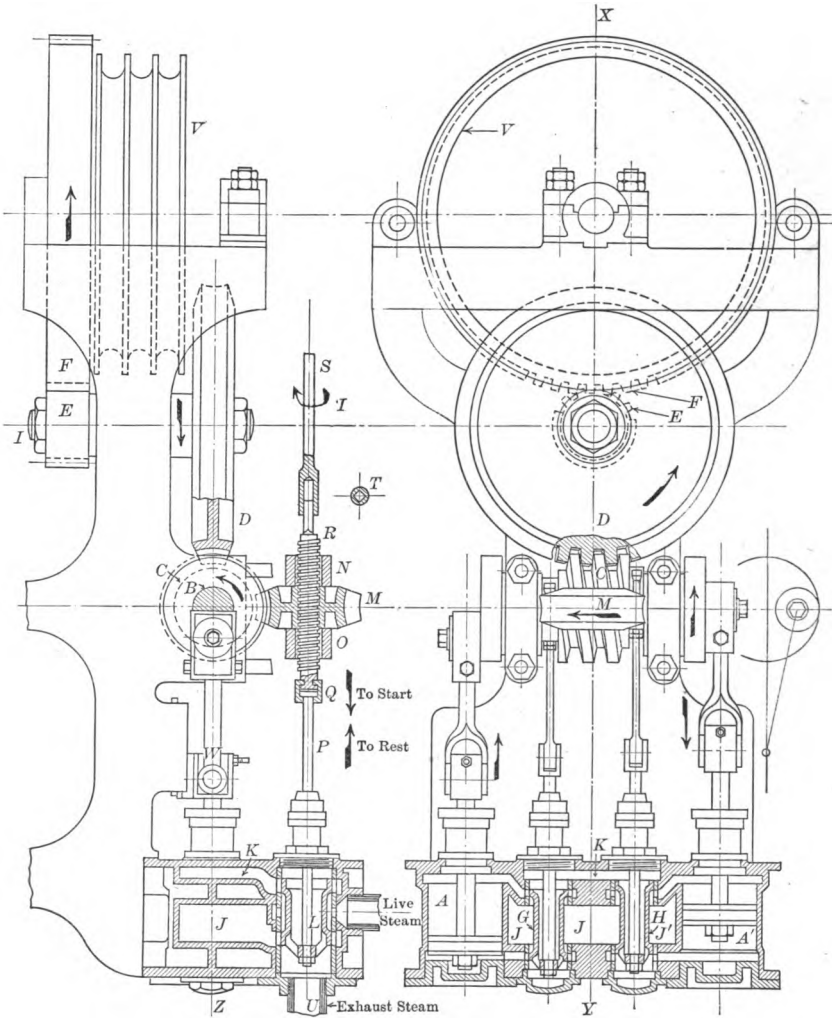 X
V
V
S
I
F
E
I
F
E
T
D
R
D
N
C
C
B
M
M
O
Q
To Start
P
To Rest
W
K
K
A
G
H
J
L
Live
Steam
J
J
J'
A'
Z
U
Exhaust Steam
Y